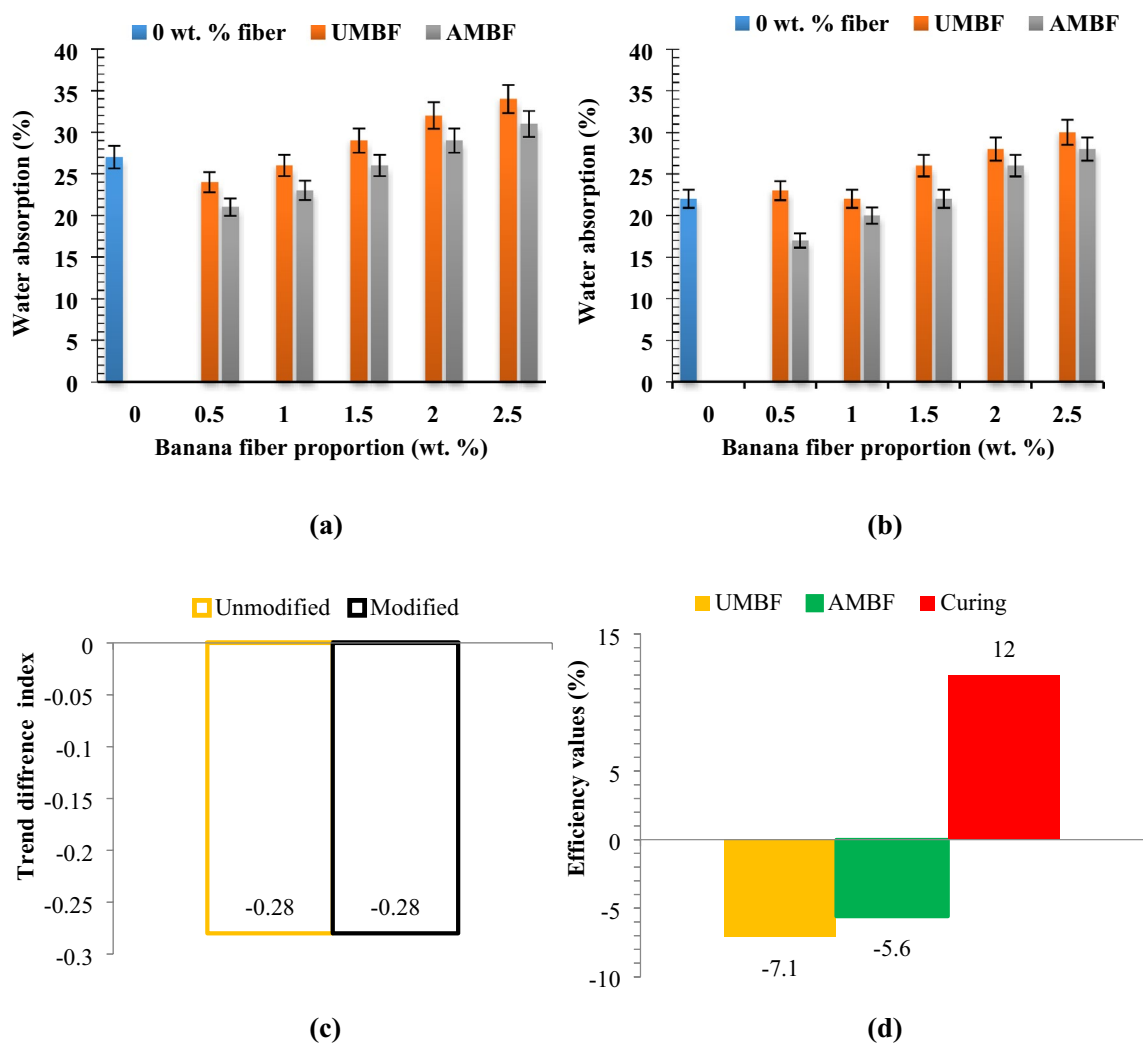 0 wt. % fiber UMBF AMBF
Water absorption (%)
40
35
30
25
20
15
10
5
0
0 0.5 1 1.5 2 2.5
Banana fiber proportion (wt. %)
(a)
0 wt. % fiber UMBF AMBF
Water absorption (%)
40
35
30
25
20
15
10
5
0
0 0.5 1 1.5 2 2.5
Banana fiber proportion (wt. %)
(b)
Unmodified Modified
Trend diffrence index
0
-0.05
-0.1
-0.15
-0.2
-0.25
-0.3
-0.28 -0.28
(c)
UMBF AMBF Curing
Efficiency values (%)
15
5
0
-5
-10
12
-7.1
-5.6
(d)